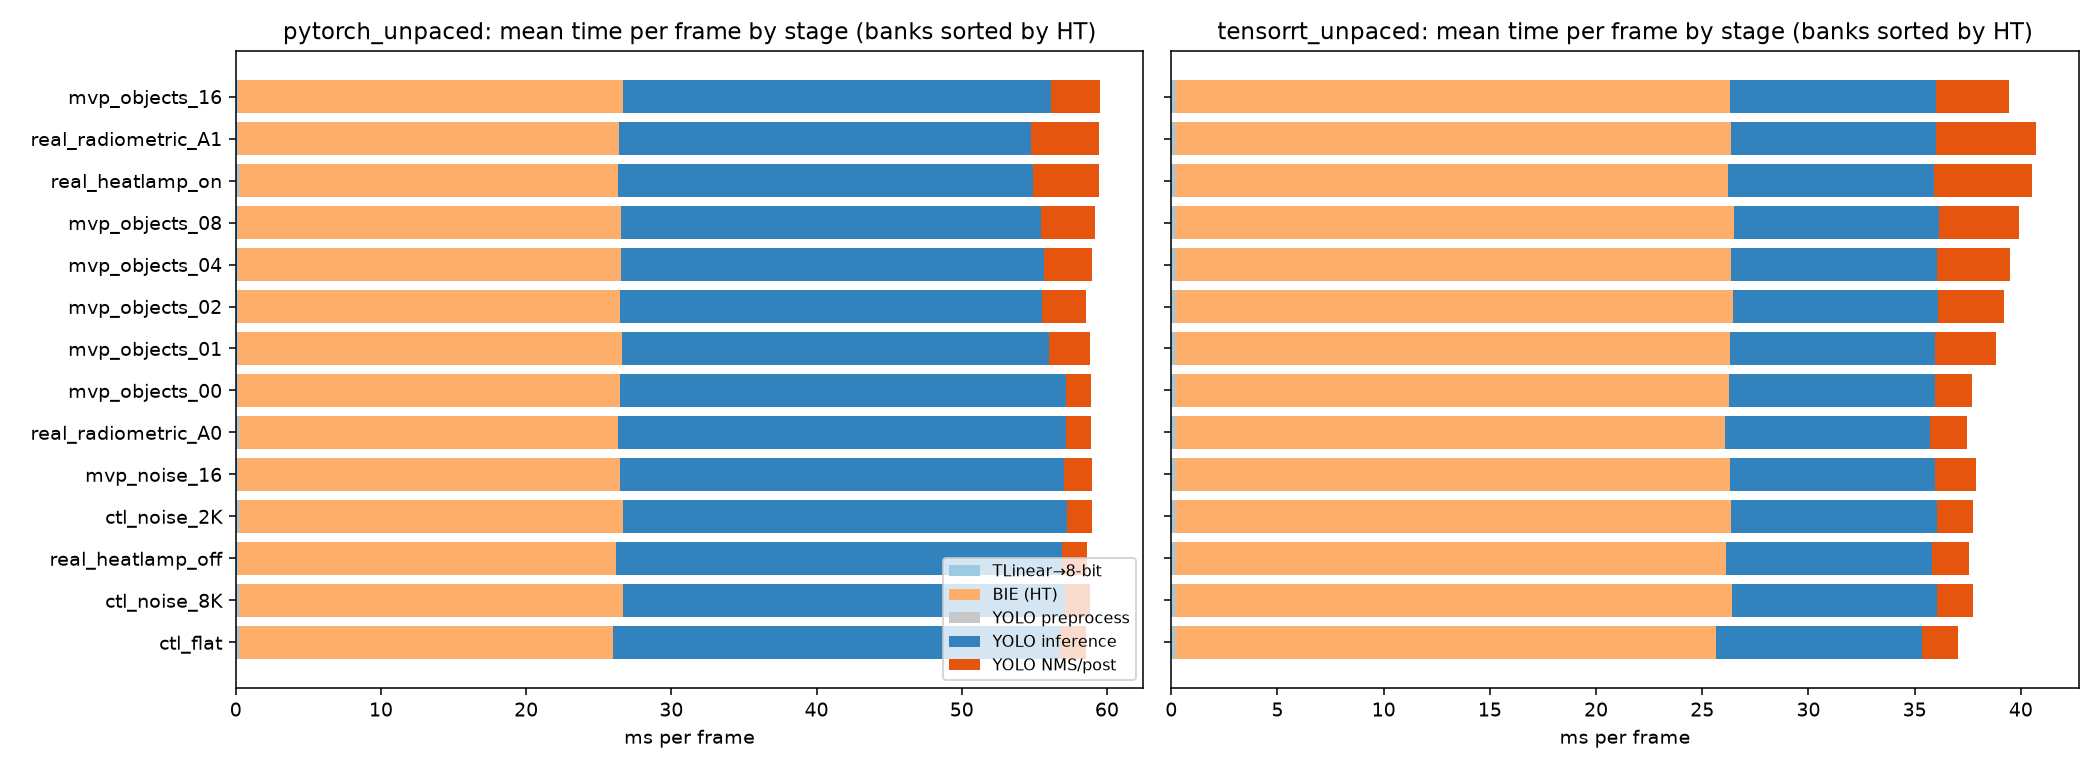 pytorch_unpaced: mean time per frame by stage (banks sorted by HT)
mvp_objects_16
real_radiometric_A1
real_heatlamp_on
mvp_objects_08
mvp_objects_04
mvp_objects_02
mvp_objects_01
mvp_objects_00
real_radiometric_A0
mvp_noise_16
ctl_noise_2K
real_heatlamp_off
ctl_noise_8K
ctl_flat
TLinear→8-bit
BIE (HT)
YOLO preprocess
YOLO inference
YOLO NMS/post
0 10 20 30 40 50 60
ms per frame
tensorrt_unpaced: mean time per frame by stage (banks sorted by HT)
0 5 10 15 20 25 30 35 40
ms per frame